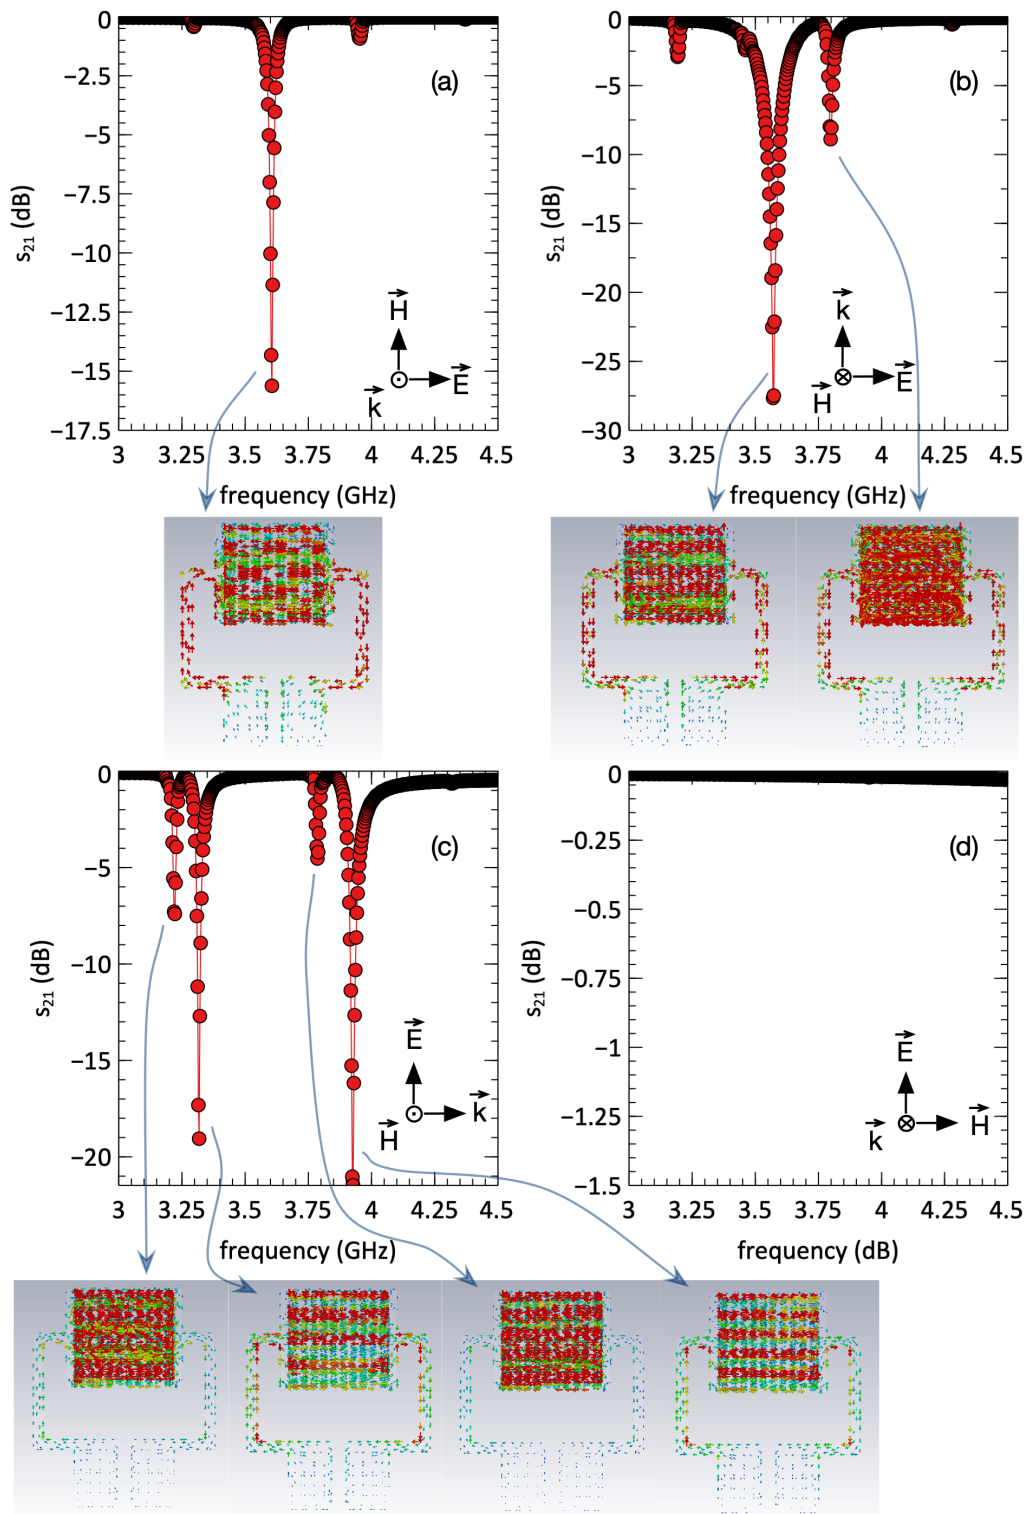 0
−2.5
−5
−7.5
−10
−12.5
−15
−17.5
s21 (dB)
(a)
H
E
k
3 3.25 3.5 3.75 4 4.25 4.5
frequency (GHz)
0
−5
−10
−15
−20
−25
−30
s21 (dB)
(b)
k
E
H
3 3.25 3.5 3.75 4 4.25 4.5
frequency (GHz)
0
−5
−10
−15
−20
s21 (dB)
(c)
E
k
H
3 3.25 3.5 3.75 4 4.25 4.5
frequency (GHz)
0
−0.25
−0.5
−0.75
−1
−1.25
−1.5
s21 (dB)
(d)
E
k
H
3 3.25 3.5 3.75 4 4.25 4.5
frequency (dB)